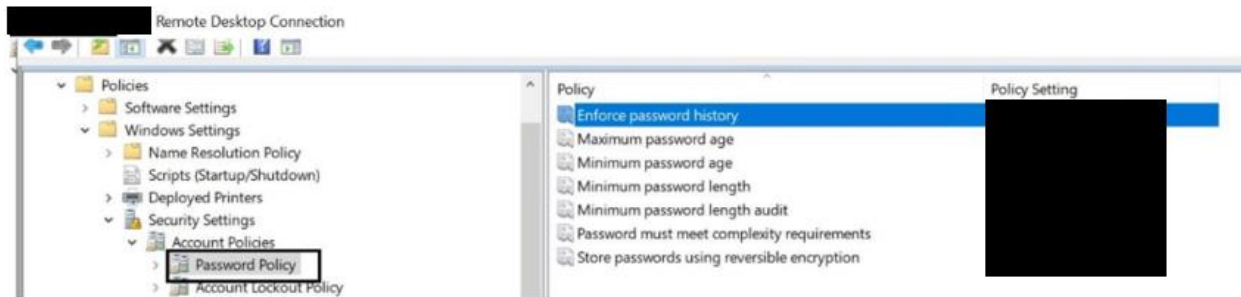 Remote Desktop Connection
Policies
Software Settings
Windows Settings
Name Resolution Policy
Scripts (Startup/Shutdown)
Deployed Printers
Security Settings
Account Policies
Password Policy
Account Lockout Policy
Policy Policy Setting
Enforce password history
Maximum password age
Minimum password age
Minimum password length
Minimum password length audit
Password must meet complexity requirements
Store passwords using reversible encryption